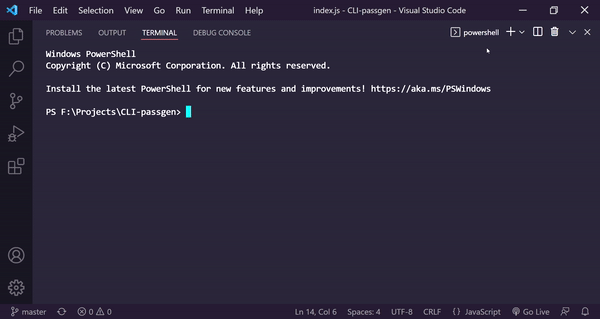 File Edit Selection View Go Run Terminal Help index.js - CLI-passgen - Visual Studio Code
PROBLEMS OUTPUT TERMINAL DEBUG CONSOLE powershell
Windows PowerShell
Copyright (C) Microsoft Corporation. All rights reserved.
Install the latest PowerShell for new features and improvements! https://aka.ms/PSWindows
PS F:\Projects\CLI-passgen>
master 0 0 Ln 14, Col 6 Spaces: 4 UTF-8 CRLF {} JavaScript Go Live